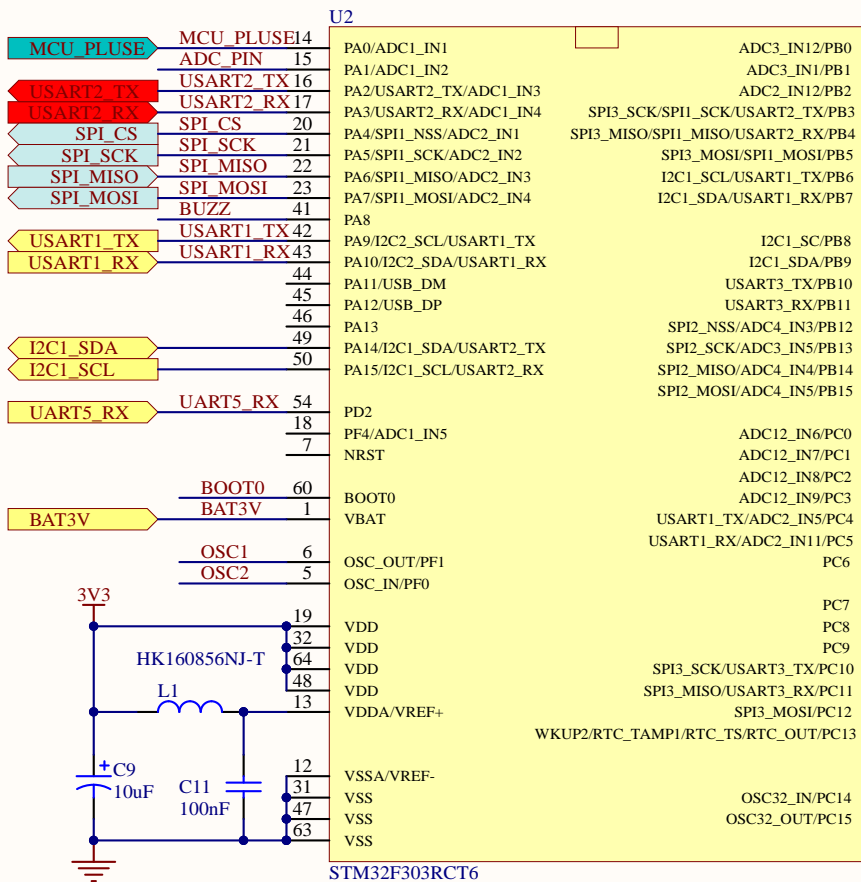 U2
MCU_PLUSE MCU_PLUSE 14 PA0/ADC1_IN1 ADC3_IN12/PB0
ADC_PIN 15 PA1/ADC1_IN2 ADC3_IN1/PB1
USART2_TX USART2_TX 16 PA2/USART2_TX/ADC1_IN3 ADC2_IN12/PB2
USART2_RX USART2_RX 17 PA3/USART2_RX/ADC1_IN4 SPI3_SCK/SPI1_SCK/USART2_TX/PB3
SPI_CS SPI_CS 20 PA4/SPI1_NSS/ADC2_IN1 SPI3_MISO/SPI1_MISO/USART2_RX/PB4
SPI_SCK SPI_SCK 21 PA5/SPI1_SCK/ADC2_IN2 SPI3_MOSI/SPI1_MOSI/PB5
SPI_MISO SPI_MISO 22 PA6/SPI1_MISO/ADC2_IN3 I2C1_SCL/USART1_TX/PB6
SPI_MOSI SPI_MOSI 23 PA7/SPI1_MOSI/ADC2_IN4 I2C1_SDA/USART1_RX/PB7
BUZZ 41 PA8
USART1_TX USART1_TX 42 PA9/I2C2_SCL/USART1_TX I2C1_SC/PB8
USART1_RX USART1_RX 43 PA10/I2C2_SDA/USART1_RX I2C1_SDA/PB9
44 PA11/USB_DM USART3_TX/PB10
45 PA12/USB_DP USART3_RX/PB11
46 PA13 SPI2_NSS/ADC4_IN3/PB12
I2C1_SDA 49 PA14/I2C1_SDA/USART2_TX SPI2_SCK/ADC3_IN5/PB13
I2C1_SCL 50 PA15/I2C1_SCL/USART2_RX SPI2_MISO/ADC4_IN4/PB14
SPI2_MOSI/ADC4_IN5/PB15
UART5_RX UART5_RX 54 PD2
18 PF4/ADC1_IN5 ADC12_IN6/PC0
7 NRST ADC12_IN7/PC1
ADC12_IN8/PC2
BOOT0 60 BOOT0 ADC12_IN9/PC3
BAT3V BAT3V 1 VBAT USART1_TX/ADC2_IN5/PC4
USART1_RX/ADC2_IN11/PC5
OSC1 6 OSC_OUT/PF1 PC6
OSC2 5 OSC_IN/PF0
3V3 PC7
19 VDD PC8
32 VDD PC9
HK160856NJ-T 64 VDD SPI3_SCK/USART3_TX/PC10
48 VDD SPI3_MISO/USART3_RX/PC11
L1 13 VDDA/VREF+ SPI3_MOSI/PC12
WKUP2/RTC_TAMP1/RTC_TS/RTC_OUT/PC13
+ C9 12 VSSA/VREF-
10uF C11 31 VSS OSC32_IN/PC14
100nF 47 VSS OSC32_OUT/PC15
63 VSS
STM32F303RCT6